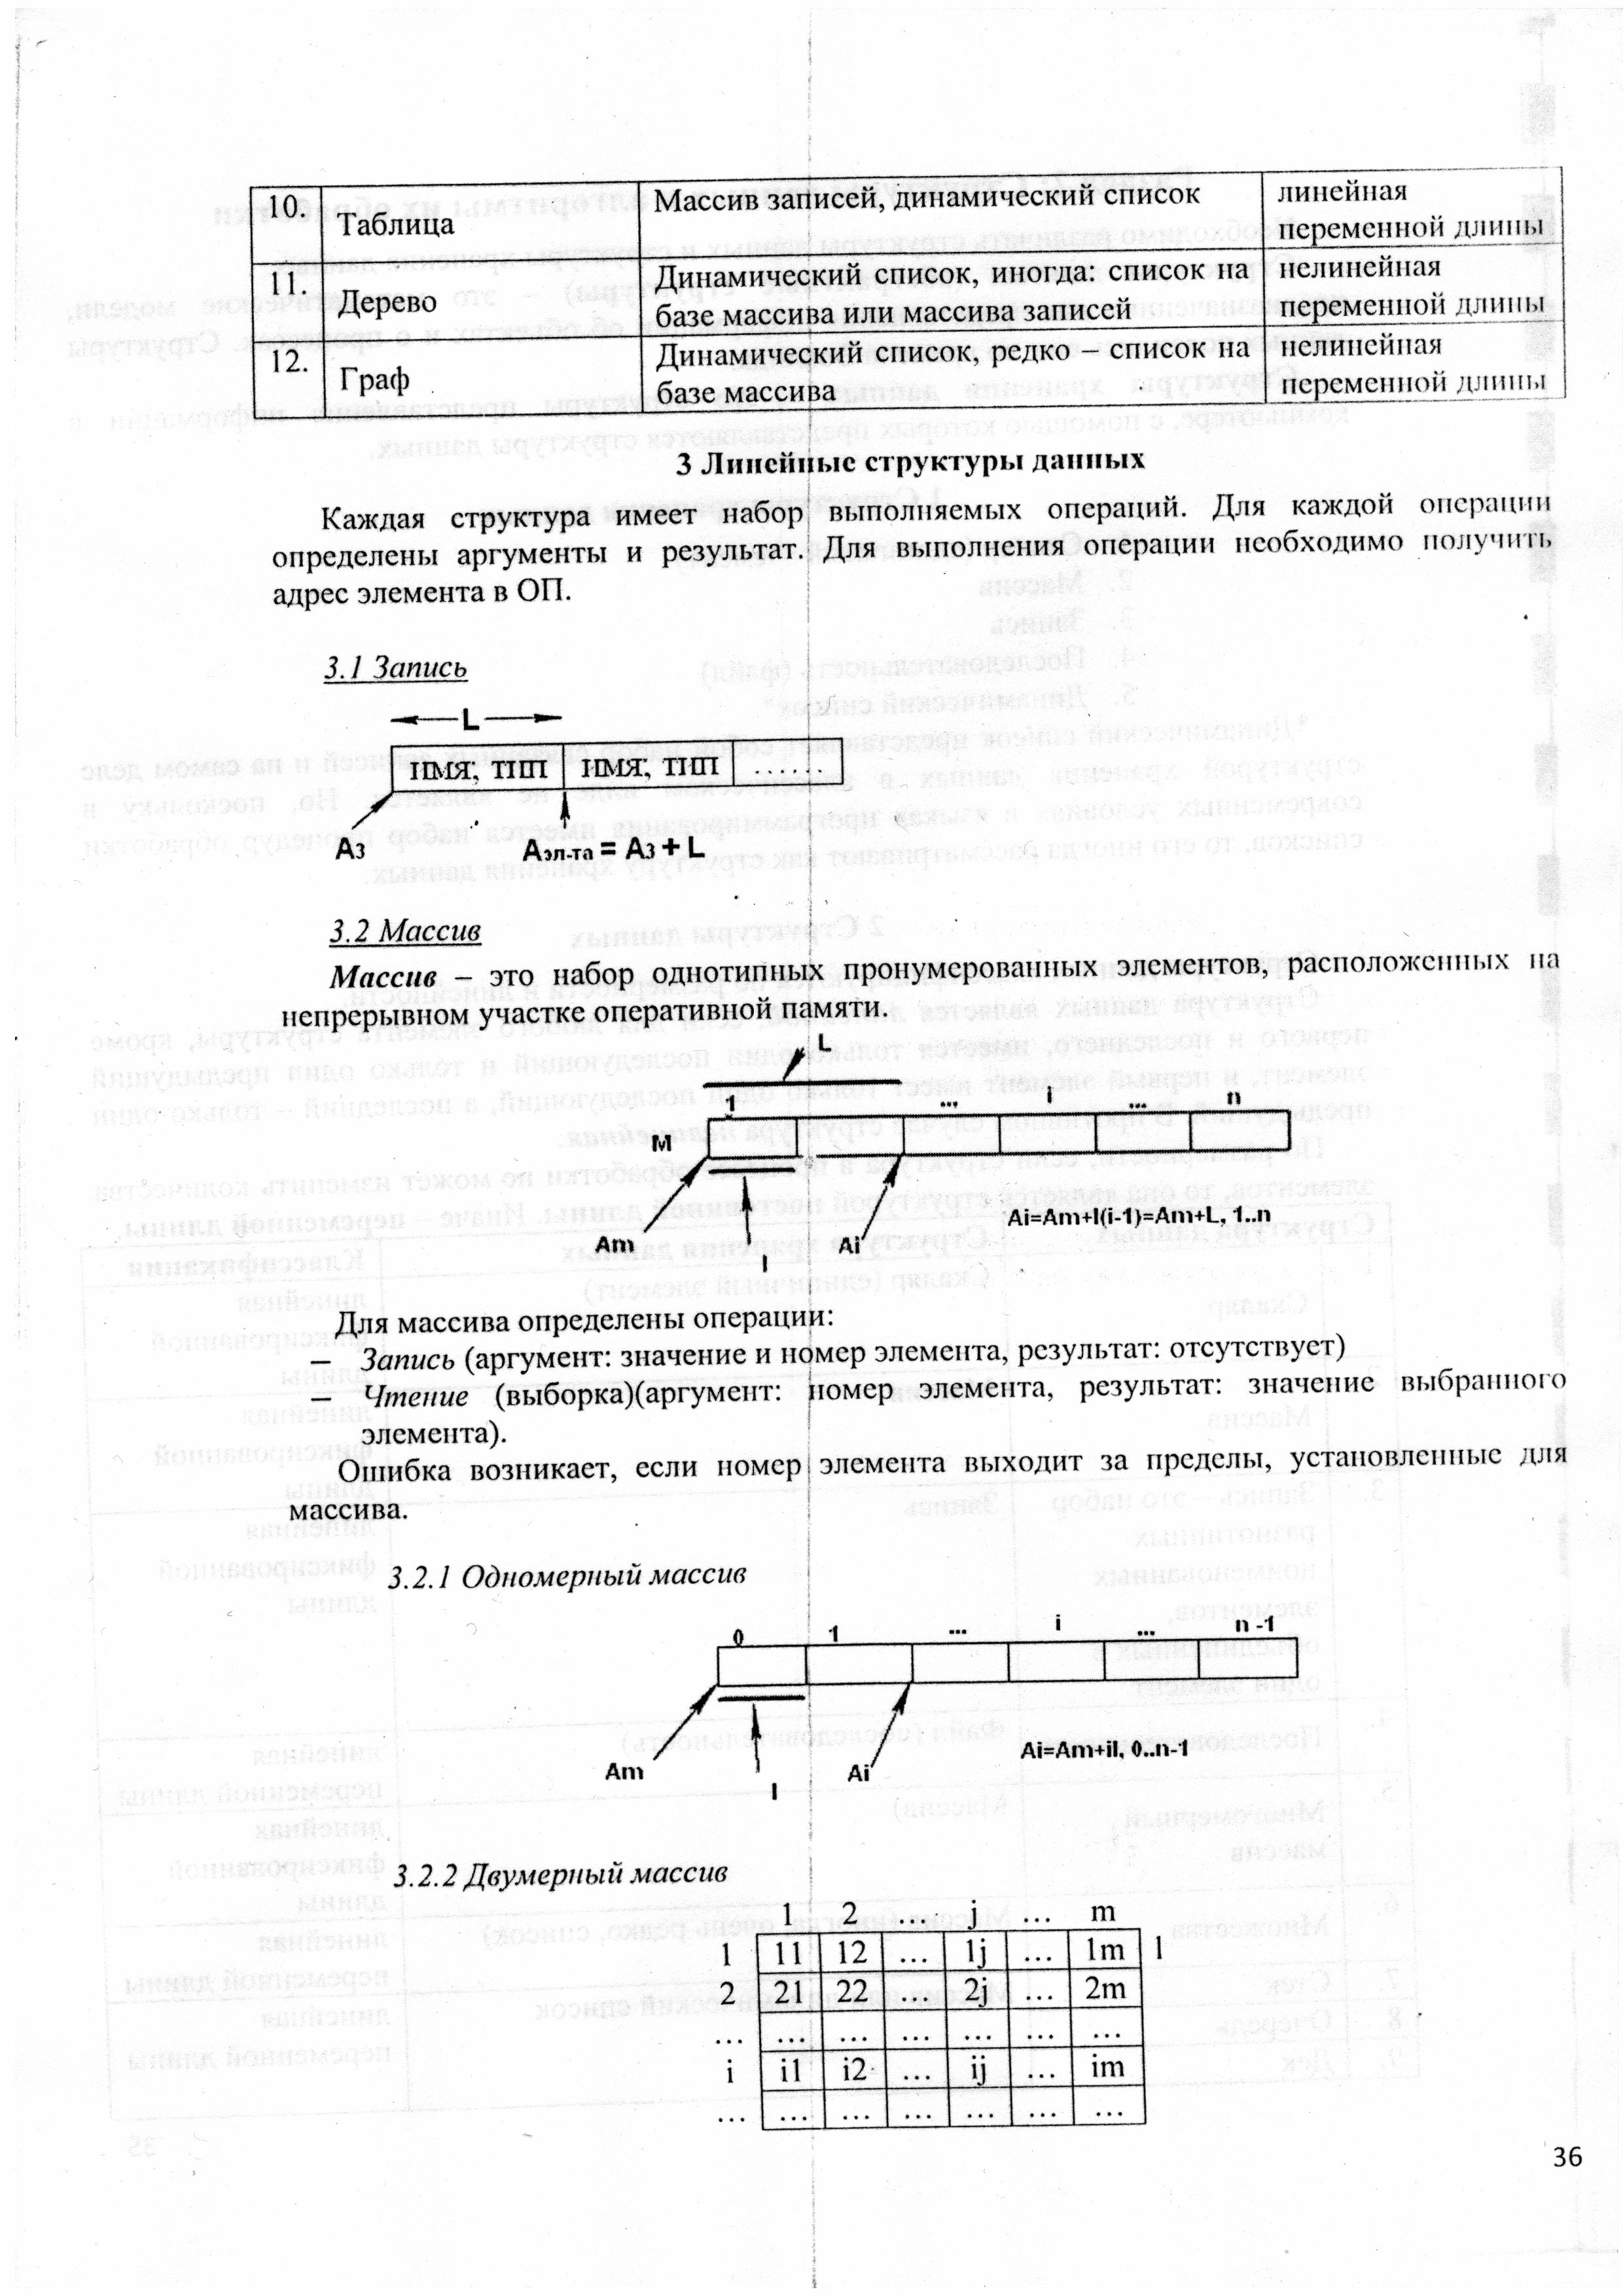 10.
Таблица
Массив записей, динамический список
линейная
переменной длины
11.
Дерево
Динамический список, иногда: список на
базе массива или массива записей
нелинейная
переменной длины
12.
Граф
Динамический список, редко – список на
базе массива
нелинейная
переменной длины
3 Линейные структуры данных
Каждая структура имеет набор выполняемых операций. Для каждой операции
определены аргументы и результат. Для выполнения операции необходимо получить
адрес элемента в ОП.
3.1 Запись
L
ИМЯ; ТИП ИМЯ; ТИП ......
Аз Аэл-та = Аз + L
3.2 Массив
Массив – это набор однотипных пронумерованных элементов, расположенных на
непрерывном участке оперативной памяти.
L
1 ... i ... n
М
Am l Ai Ai=Am+l(i-1)=Am+L, 1..n
Для массива определены операции:
– Запись (аргумент: значение и номер элемента, результат: отсутствует)
– Чтение (выборка)(аргумент: номер элемента, результат: значение выбранного
элемента).
Ошибка возникает, если номер элемента выходит за пределы, установленные для
массива.
3.2.1 Одномерный массив
0 1 ... i ... n -1
Am l Ai Ai=Am+il, 0..n-1
3.2.2 Двумерный массив
1 2 … j … m
1 11 12 … 1j … 1m 1
2 21 22 … 2j … 2m
… … … … … … …
i i1 i2 … ij … im
… … … … … … …
36